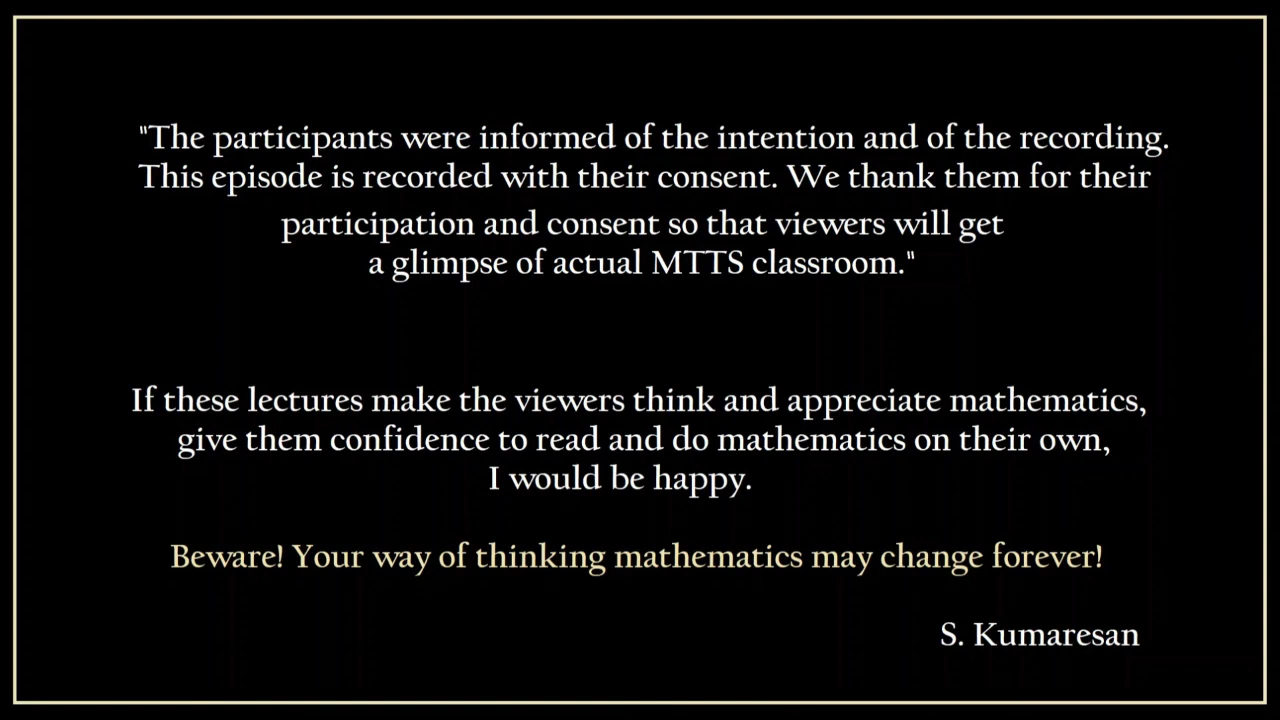 "The participants were informed of the intention and of the recording.
This episode is recorded with their consent. We thank them for their
participation and consent so that viewers will get
a glimpse of actual MTTS classroom."
If these lectures make the viewers think and appreciate mathematics,
give them confidence to read and do mathematics on their own,
I would be happy.
Beware! Your way of thinking mathematics may change forever!
S. Kumaresan